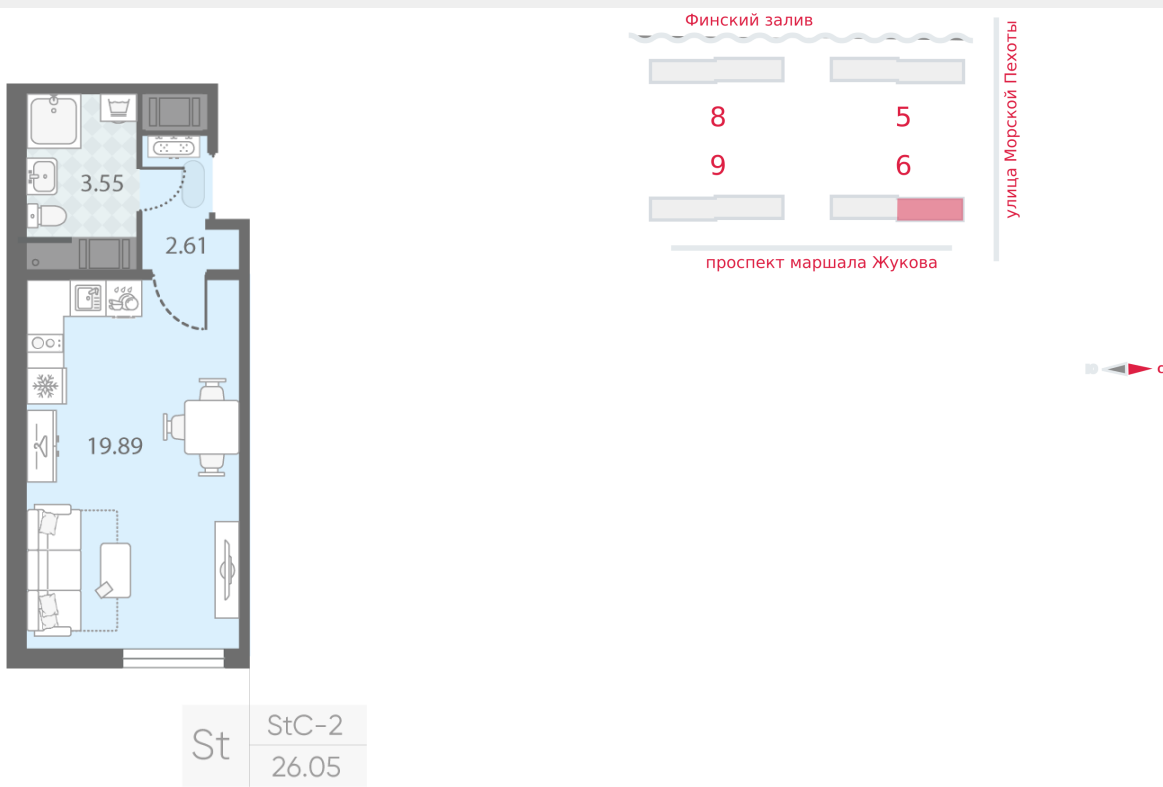 Финский залив
улица Морской Пехоты
8
5
9
6
проспект маршала Жукова
с
3.55
2.61
19.89
St
StC-2
26.05